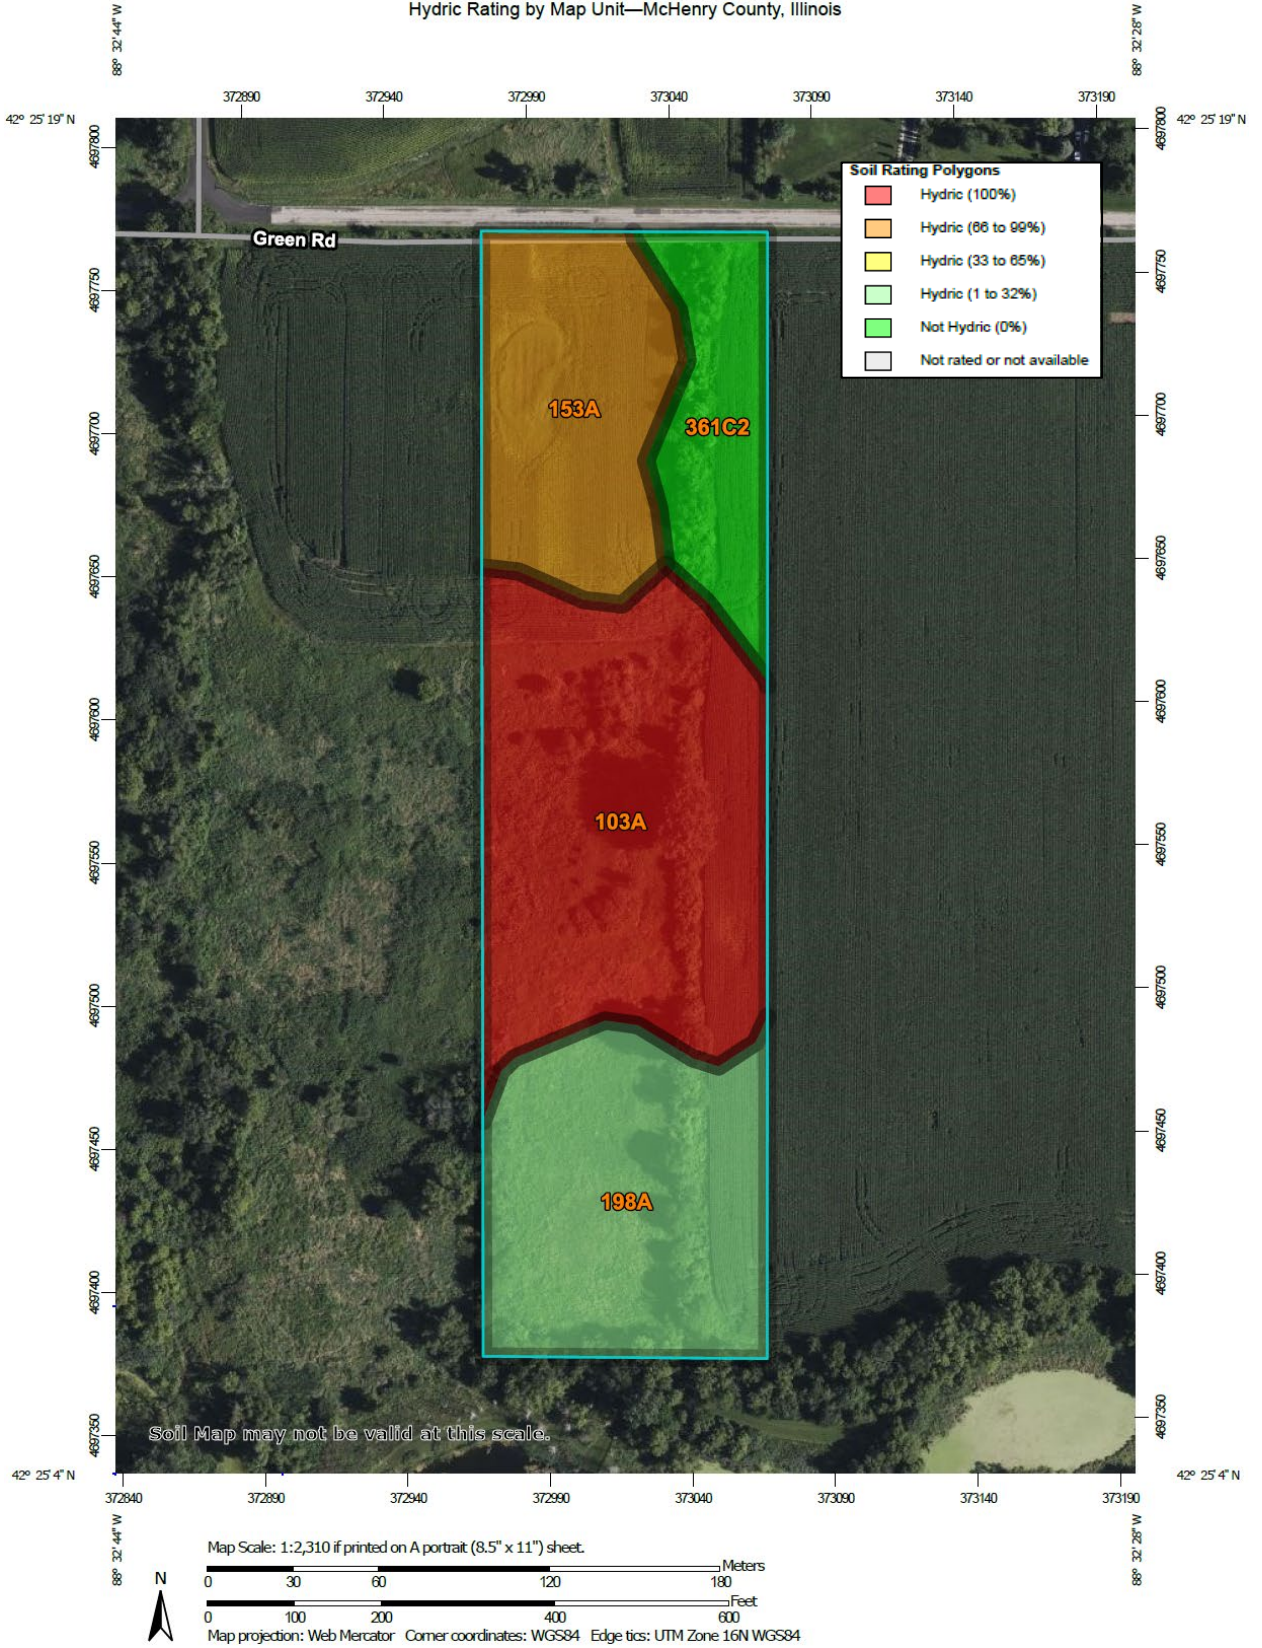 Hydric Rating by Map Unit—McHenry County, Illinois
88° 32' 44" W
88° 32' 28" W
372890 372940 372990 373040 373090 373140 373190
42° 25' 19" N
42° 25' 19" N
4697800
4697750
4697700
4697650
4697600
4697550
4697500
4697450
4697400
4697350
4697800
4697750
4697700
4697650
4697600
4697550
4697500
4697450
4697400
4697350
Soil Rating Polygons
Hydric (100%)
Hydric (66 to 99%)
Hydric (33 to 65%)
Hydric (1 to 32%)
Not Hydric (0%)
Not rated or not available
Green Rd
153A
361C2
103A
198A
Soil Map may not be valid at this scale.
42° 25' 4" N
42° 25' 4" N
372840 372890 372940 372990 373040 373090 373140 373190
88° 32' 44" W
88° 32' 28" W
Map Scale: 1:2,310 if printed on A portrait (8.5" x 11") sheet.
Meters
0 30 60 120 180
Feet
0 100 200 400 600
Map projection: Web Mercator Corner coordinates: WGS84 Edge tics: UTM Zone 16N WGS84
N